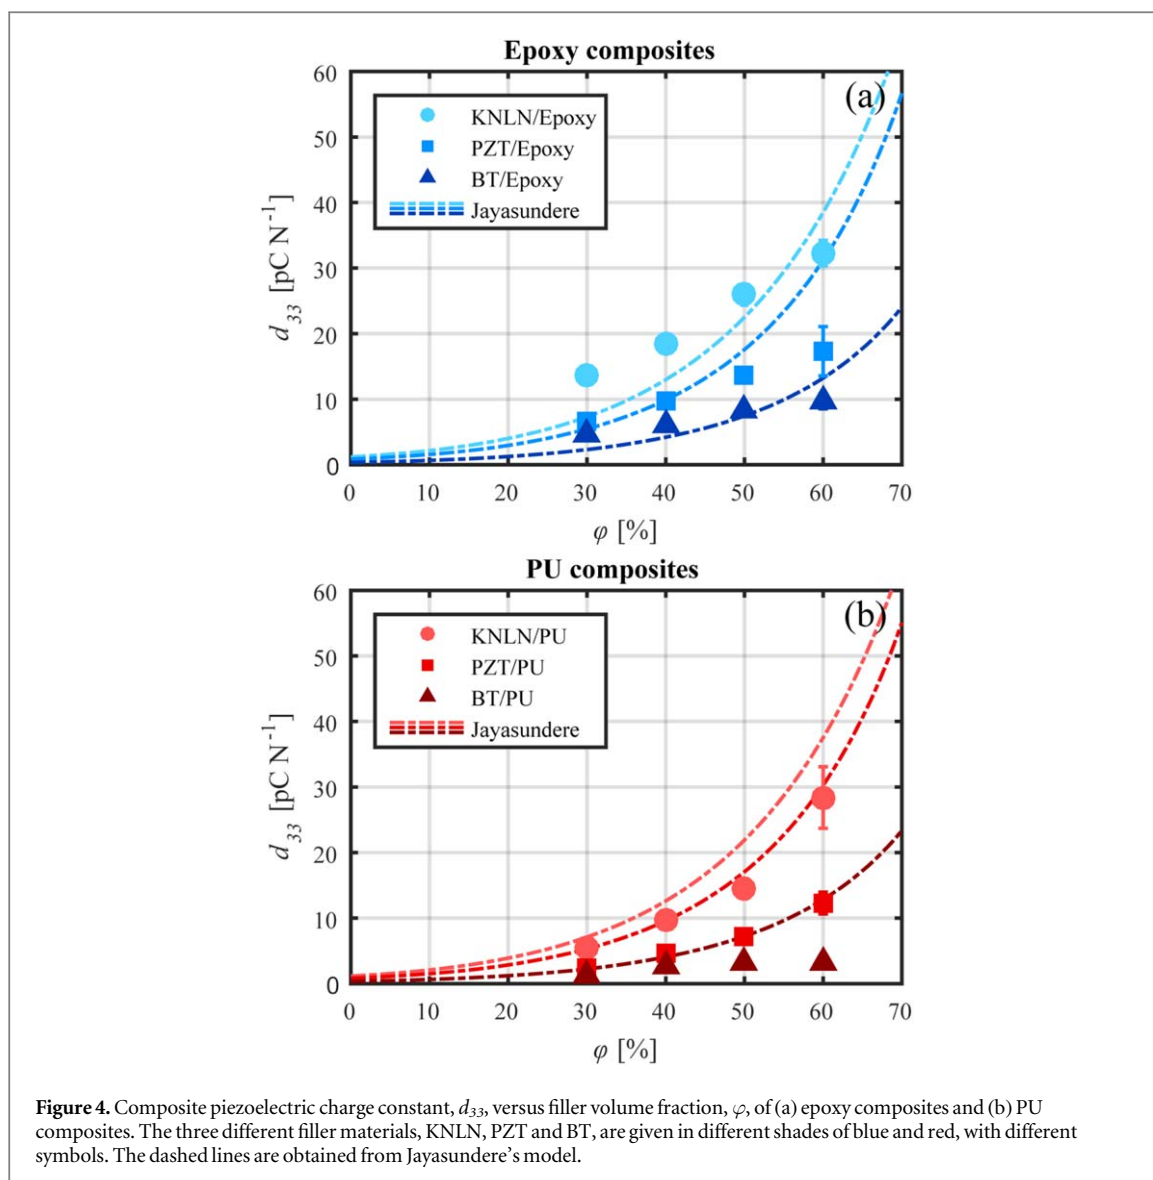 Epoxy composites
(a)
KNLN/Epoxy
PZT/Epoxy
BT/Epoxy
Jayasundere
60
50
40
30
20
10
0
d33 [pC N⁻¹]
0 10 20 30 40 50 60 70
φ [%]
PU composites
(b)
KNLN/PU
PZT/PU
BT/PU
Jayasundere
60
50
40
30
20
10
0
d33 [pC N⁻¹]
0 10 20 30 40 50 60 70
φ [%]
Figure 4. Composite piezoelectric charge constant, d33, versus filler volume fraction, φ, of (a) epoxy composites and (b) PU
composites. The three different filler materials, KNLN, PZT and BT, are given in different shades of blue and red, with different
symbols. The dashed lines are obtained from Jayasundere's model.